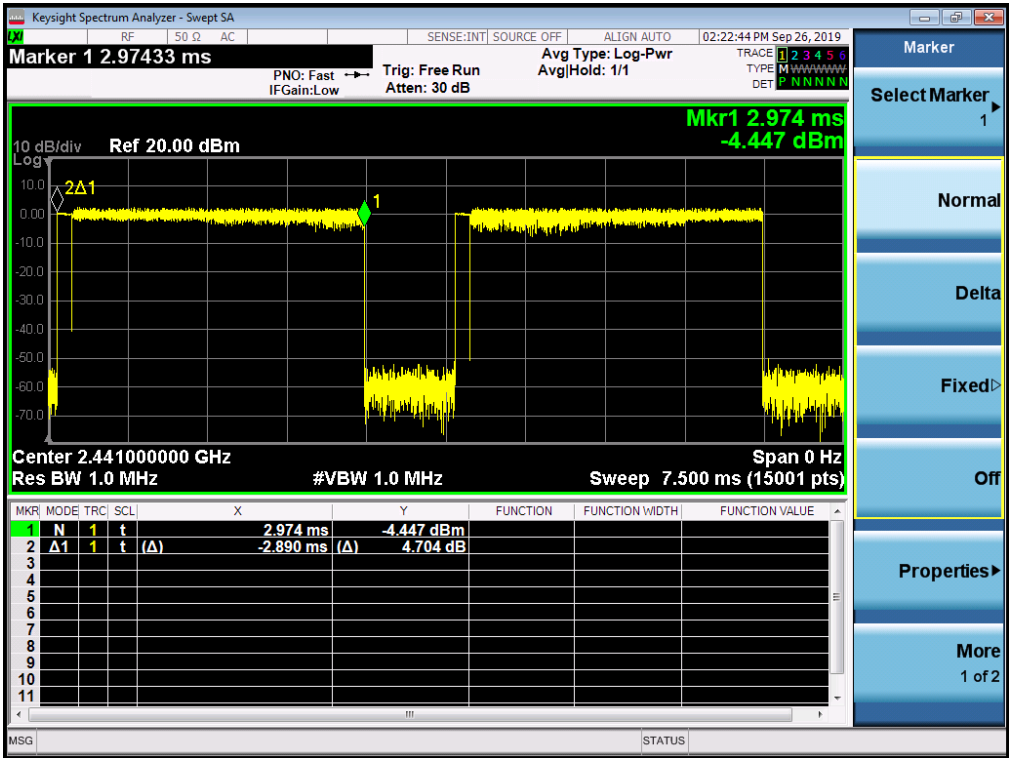 Keysight Spectrum Analyzer - Swept SA
LXI RF 50 Ω AC SENSE:INT SOURCE OFF ALIGN AUTO 02:22:44 PM Sep 26, 2019
Marker 1 2.97433 ms
PNO: Fast
IFGain:Low
Trig: Free Run
Atten: 30 dB
Avg Type: Log-Pwr
Avg|Hold: 1/1
TRACE 1 2 3 4 5 6
TYPE M W W W W W
DET P N N N N N
Mkr1 2.974 ms
-4.447 dBm
10 dB/div Ref 20.00 dBm
Log
10.0
0.00
-10.0
-20.0
-30.0
-40.0
-50.0
-60.0
-70.0
2Δ1
1
Center 2.441000000 GHz Span 0 Hz
Res BW 1.0 MHz #VBW 1.0 MHz Sweep 7.500 ms (15001 pts)
MKR MODE TRC SCL X Y FUNCTION FUNCTION WIDTH FUNCTION VALUE
1 N 1 t 2.974 ms -4.447 dBm
2 Δ1 1 t (Δ) -2.890 ms (Δ) 4.704 dB
3
4
5
6
7
8
9
10
11
MSG STATUS
Marker
Select Marker
1
Normal
Delta
Fixed
Off
Properties
More
1 of 2